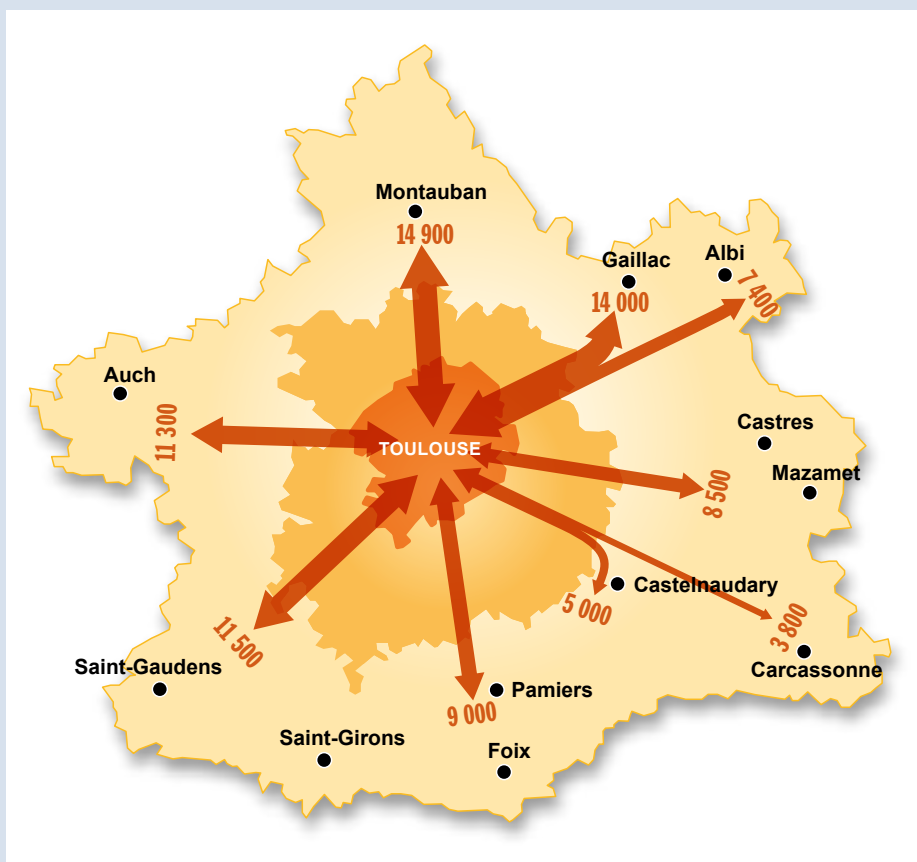 Montauban
14 900
Gaillac
14 000
Albi
7 400
Auch
11 300
TOULOUSE
Castres
Mazamet
8 500
Castelnaudary
5 000
3 800
Carcassonne
11 500
Saint-Gaudens
Pamiers
9 000
Saint-Girons
Foix